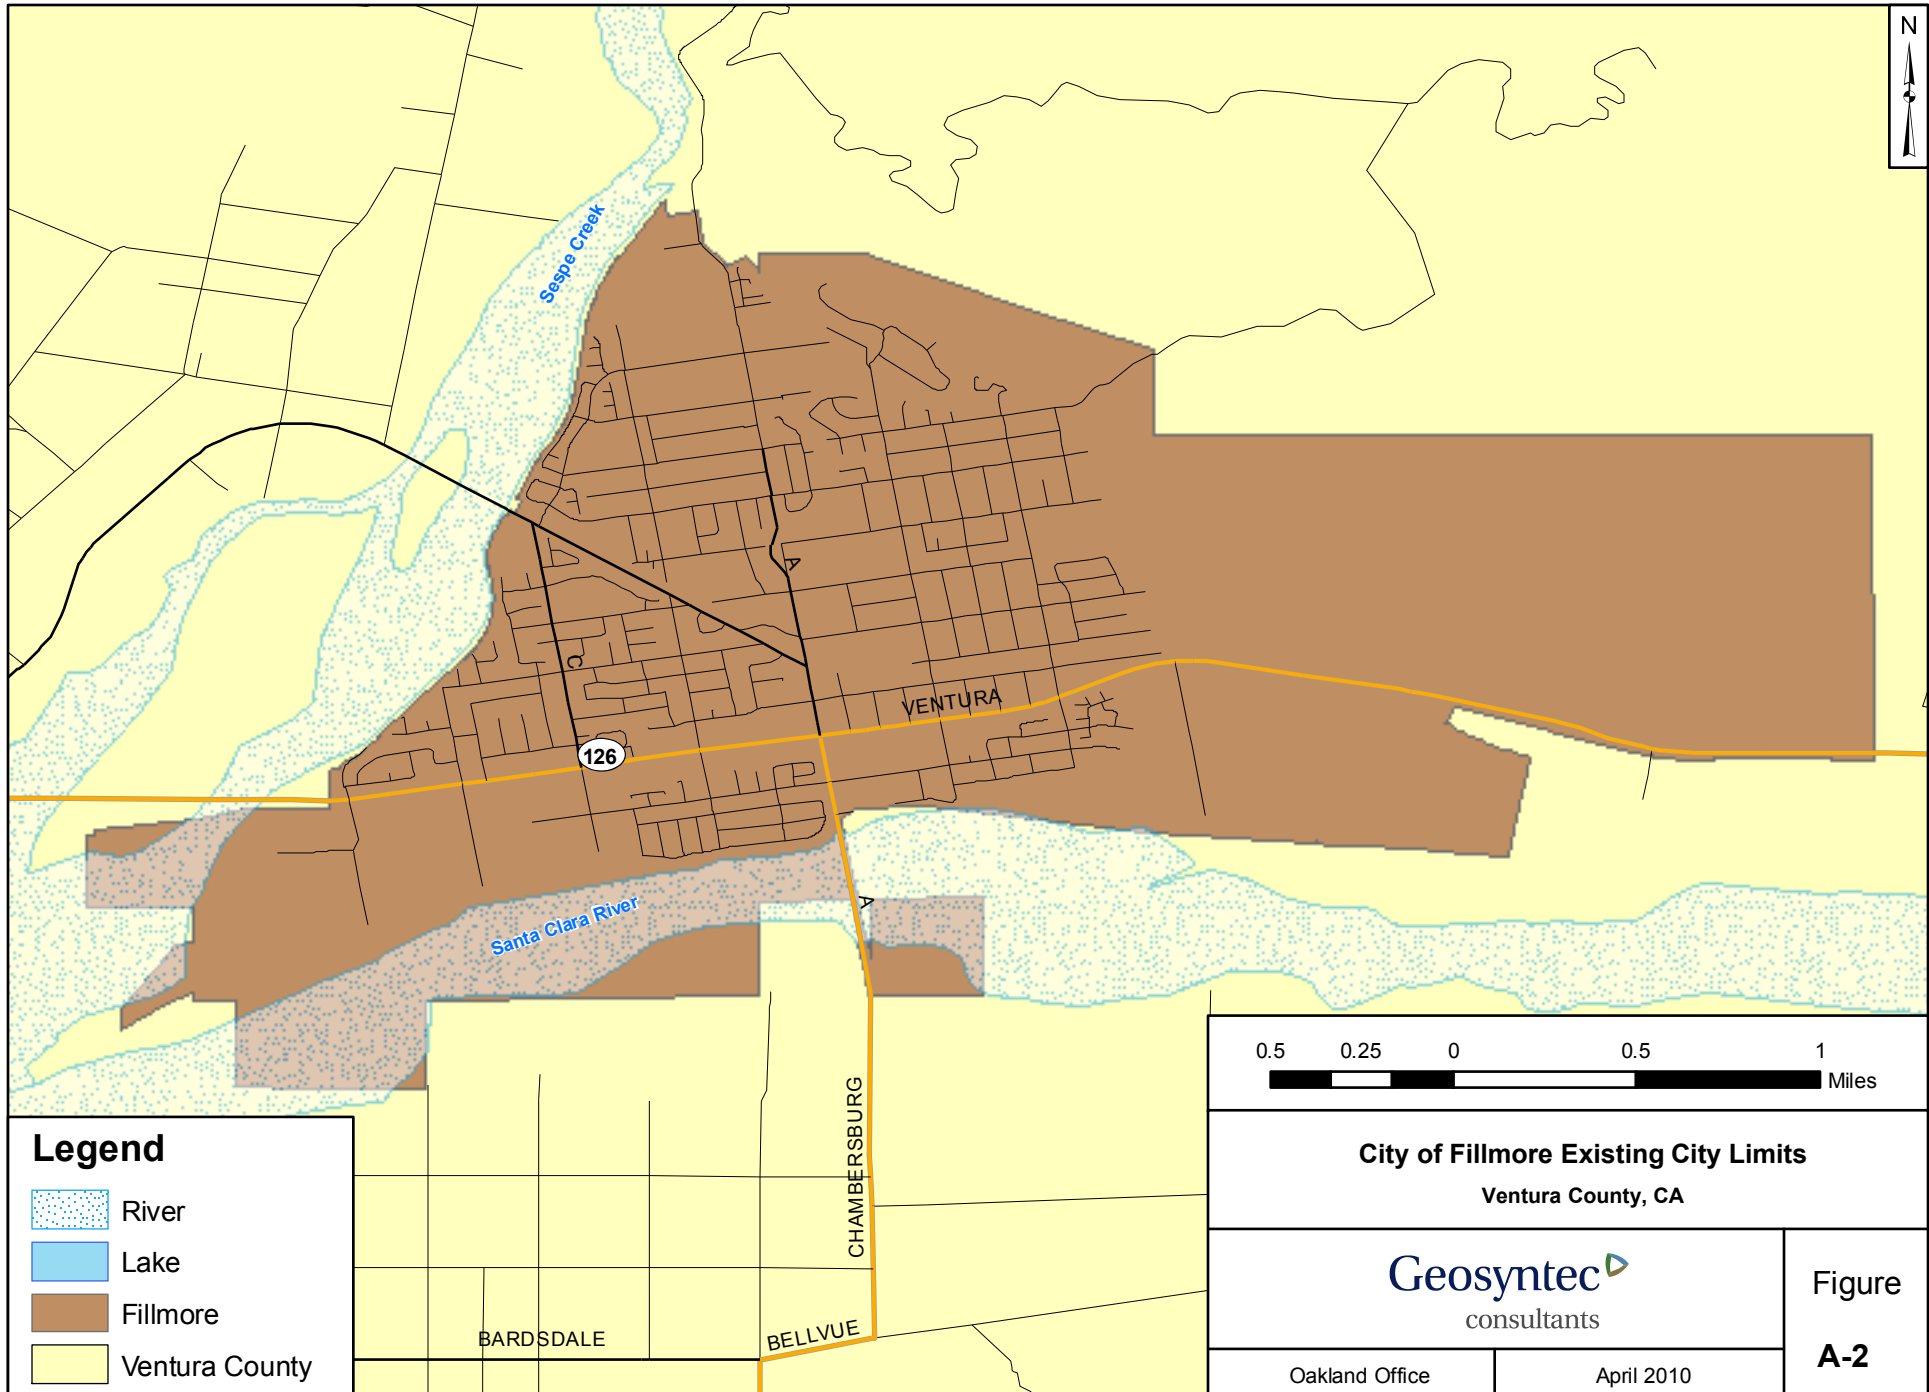 N
Sespe Creek
A
C
VENTURA
126
A
Santa Clara River
CHAMBERSBURG
BARDSDALE
BELLVUE
0.5 0.25 0 0.5 1
Miles
City of Fillmore Existing City Limits
Ventura County, CA
Geosyntec
consultants
Figure
A-2
Oakland Office
April 2010
Legend
River
Lake
Fillmore
Ventura County